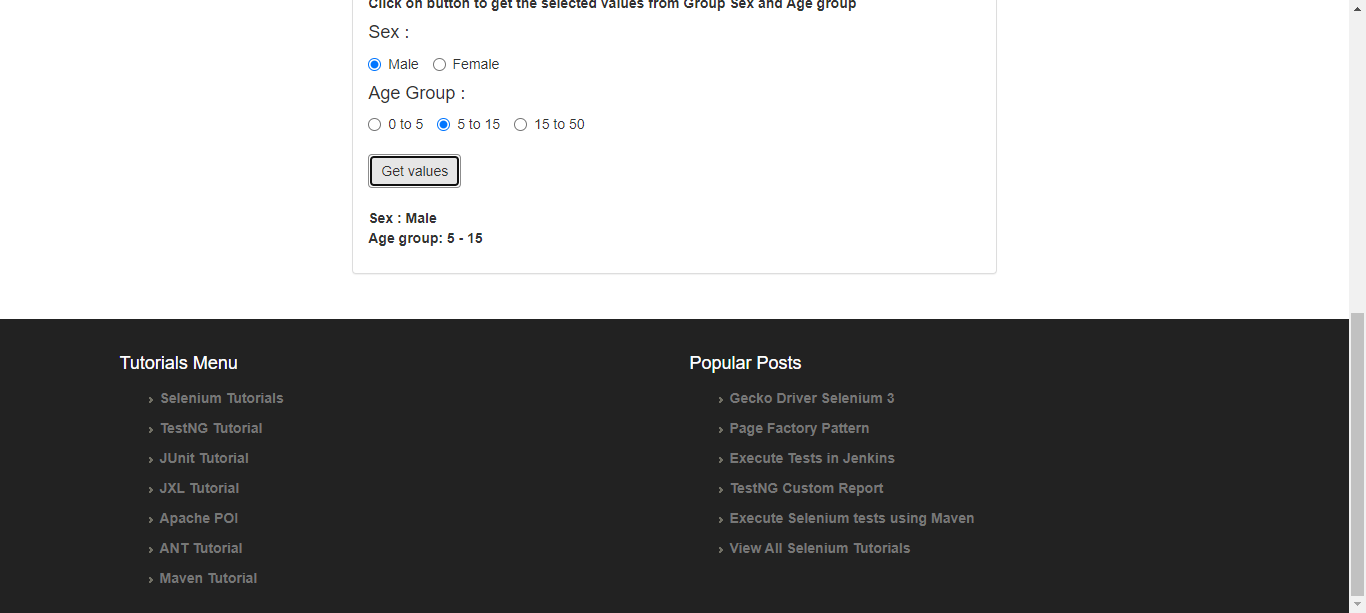 Click on button to get the selected values from Group Sex and Age group
Sex :
Male Female
Age Group :
0 to 5 5 to 15 15 to 50
Get values
Sex : Male
Age group: 5 - 15
Tutorials Menu
Selenium Tutorials
TestNG Tutorial
JUnit Tutorial
JXL Tutorial
Apache POI
ANT Tutorial
Maven Tutorial
Popular Posts
Gecko Driver Selenium 3
Page Factory Pattern
Execute Tests in Jenkins
TestNG Custom Report
Execute Selenium tests using Maven
View All Selenium Tutorials